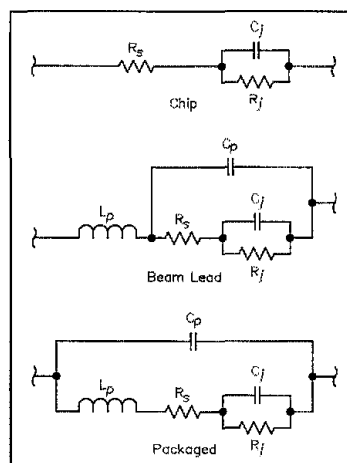 Cj
Rs
Rj
Chip
Cp
Lp
Rs
Cj
Rj
Beam Lead
Cp
Lp
Rs
Cj
Rj
Packaged